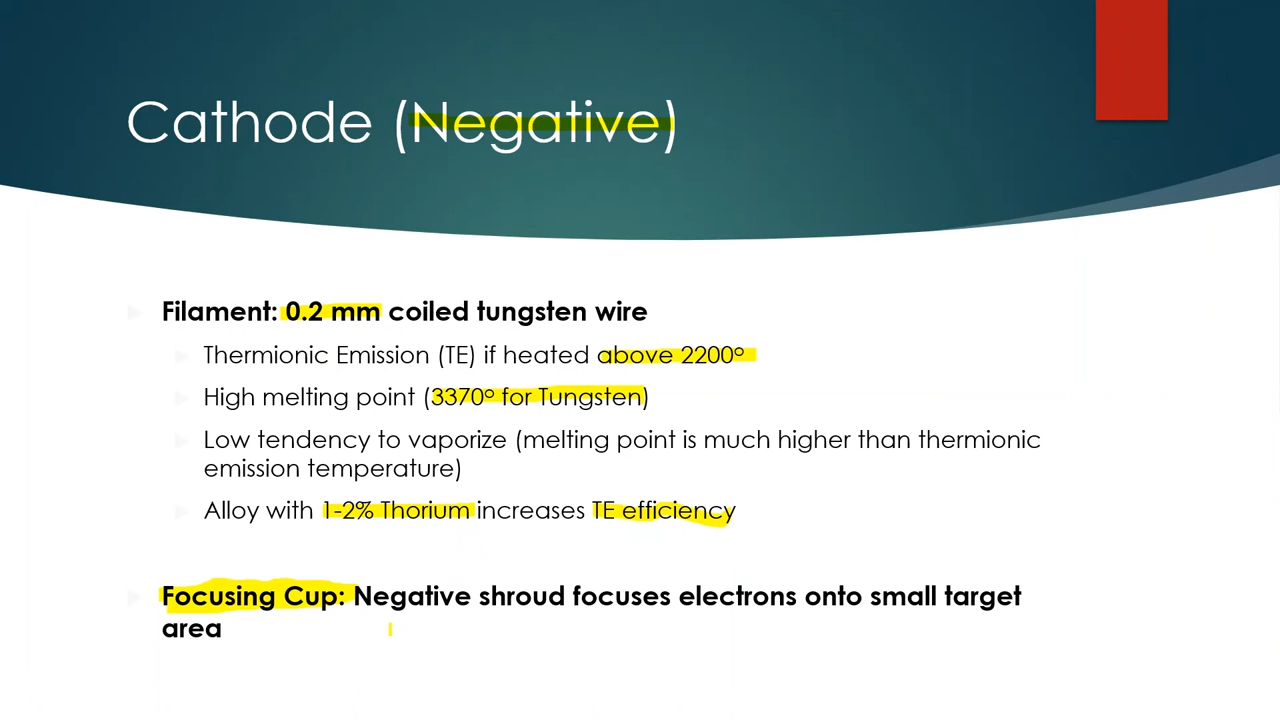 Cathode (Negative)
Filament: 0.2 mm coiled tungsten wire
Thermionic Emission (TE) if heated above 2200º
High melting point (3370º for Tungsten)
Low tendency to vaporize (melting point is much higher than thermionic
emission temperature)
Alloy with 1-2% Thorium increases TE efficiency
Focusing Cup: Negative shroud focuses electrons onto small target
area